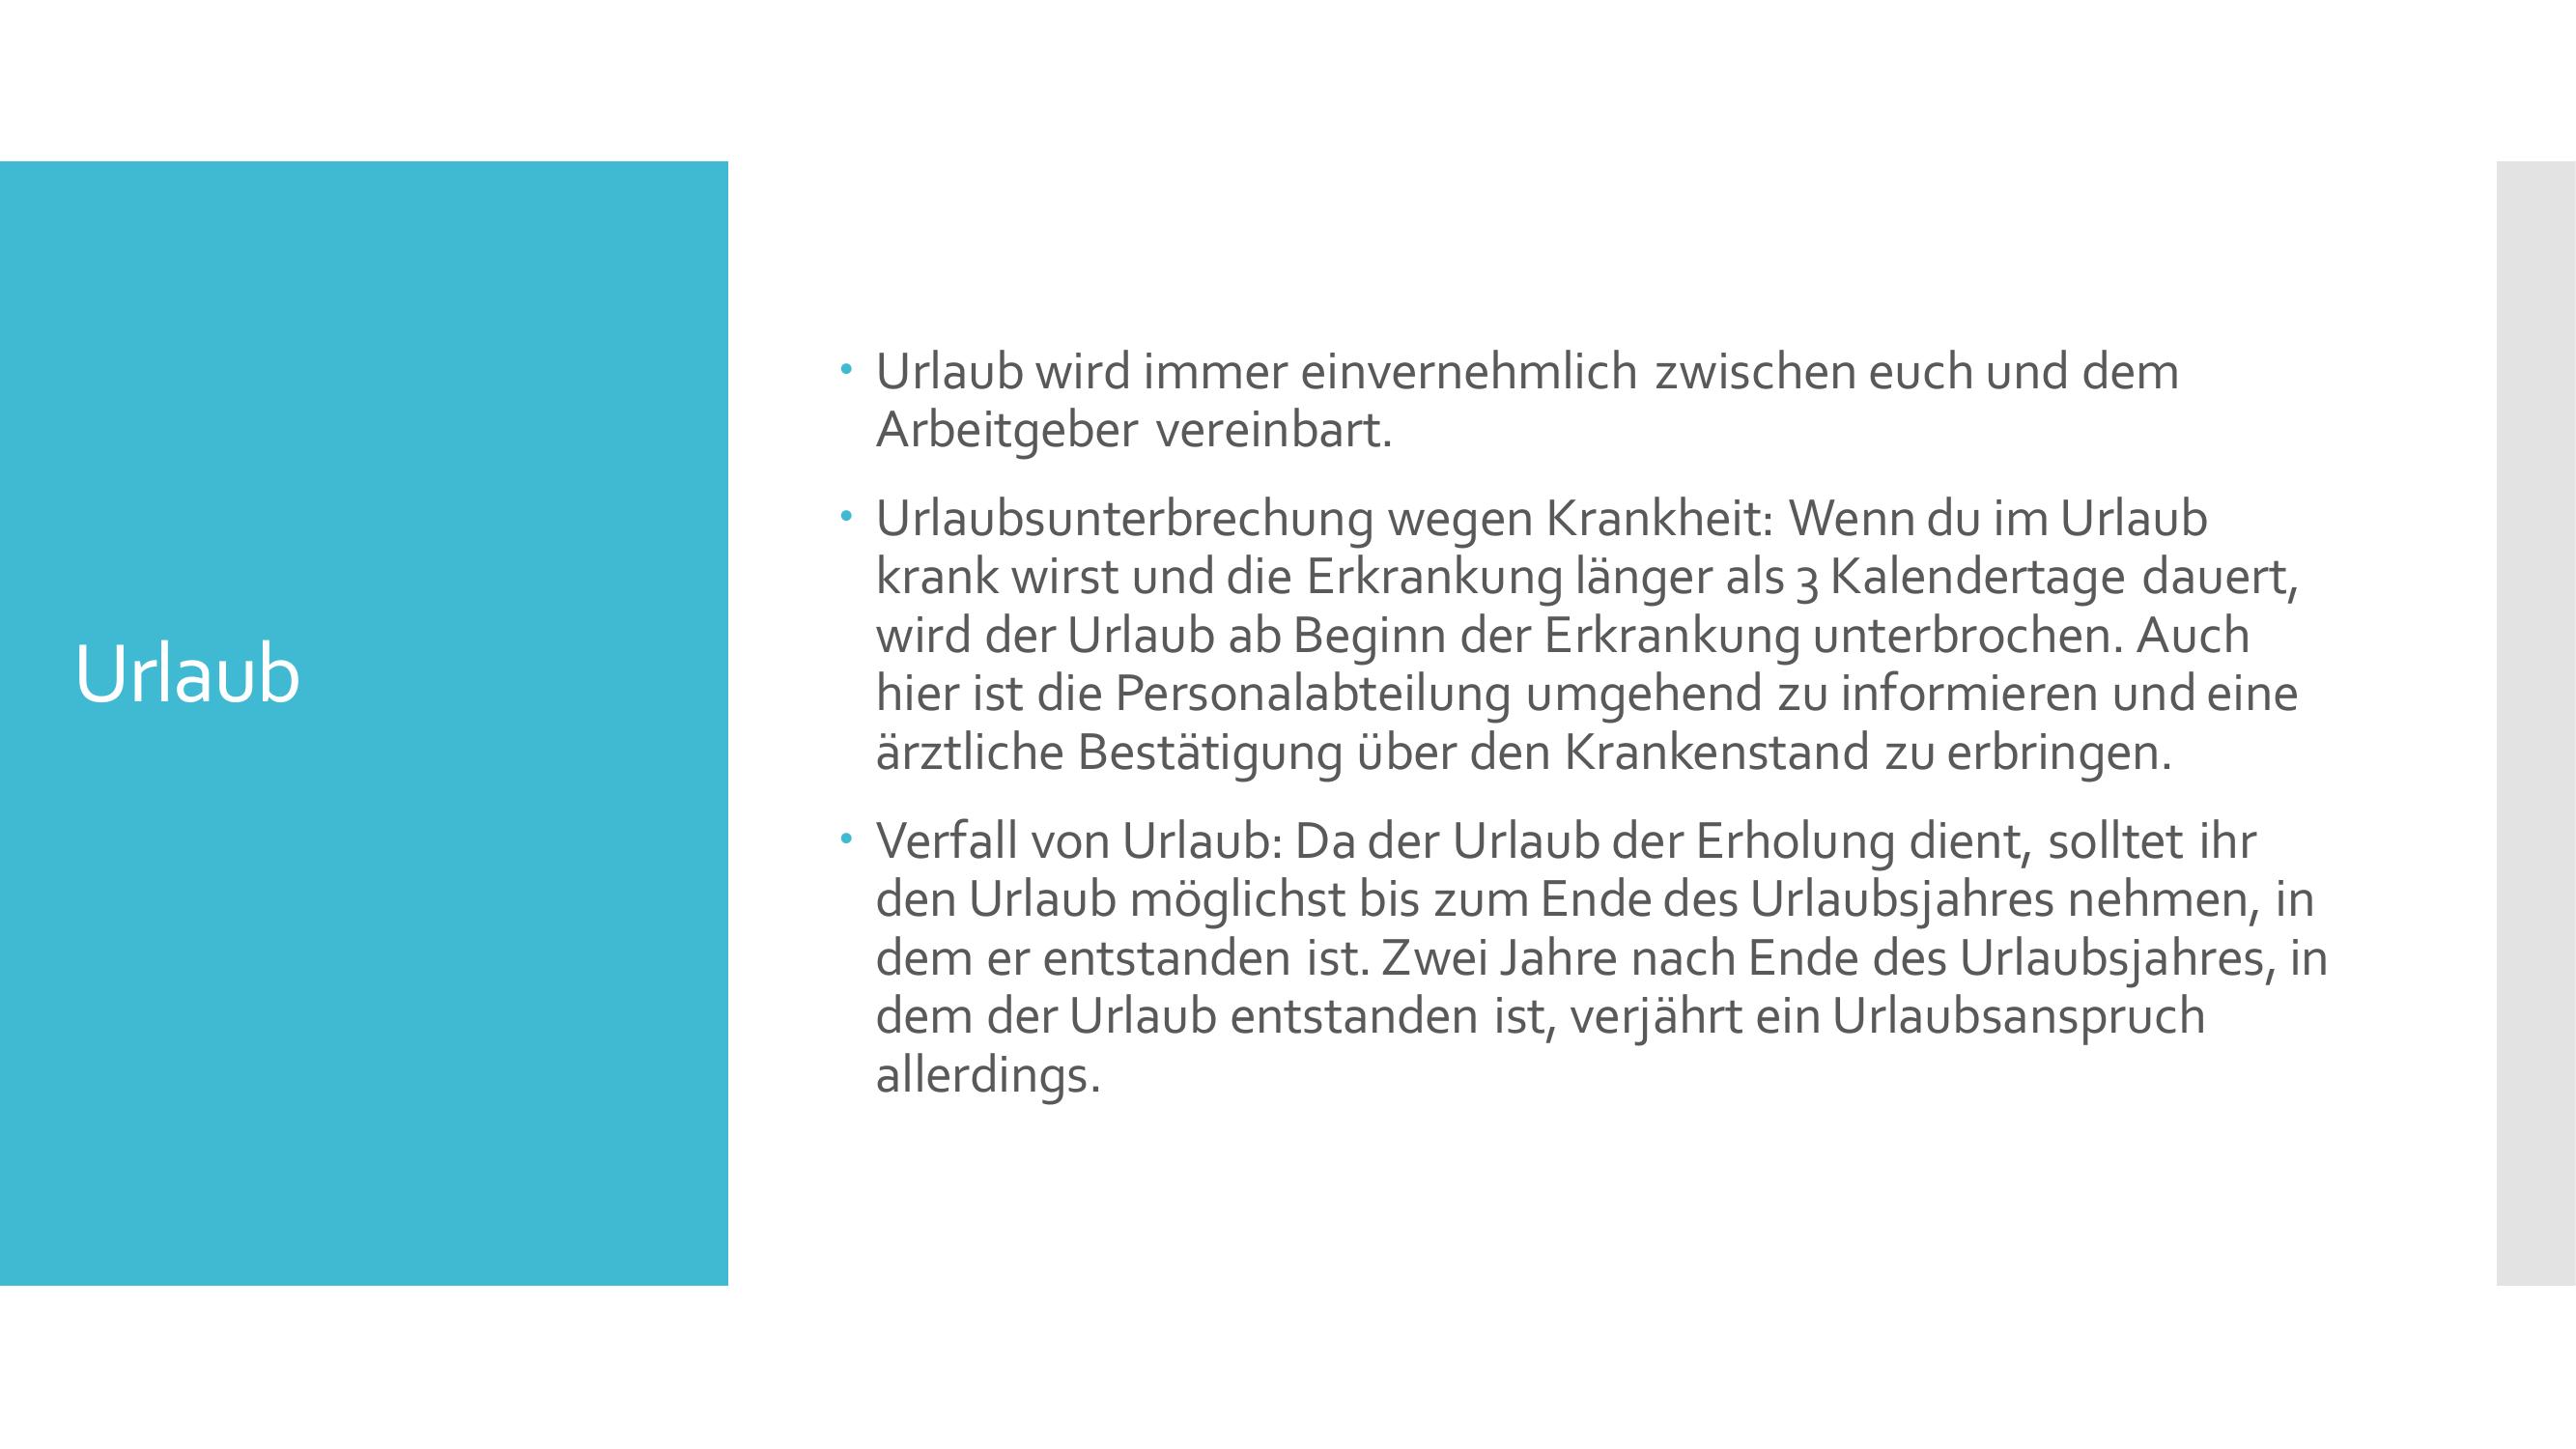 Urlaub
• Urlaub wird immer einvernehmlich zwischen euch und dem
Arbeitgeber vereinbart.
• Urlaubsunterbrechung wegen Krankheit: Wenn du im Urlaub
krank wirst und die Erkrankung länger als 3 Kalendertage dauert,
wird der Urlaub ab Beginn der Erkrankung unterbrochen. Auch
hier ist die Personalabteilung umgehend zu informieren und eine
ärztliche Bestätigung über den Krankenstand zu erbringen.
• Verfall von Urlaub: Da der Urlaub der Erholung dient, solltet ihr
den Urlaub möglichst bis zum Ende des Urlaubsjahres nehmen, in
dem er entstanden ist. Zwei Jahre nach Ende des Urlaubsjahres, in
dem der Urlaub entstanden ist, verjährt ein Urlaubsanspruch
allerdings.